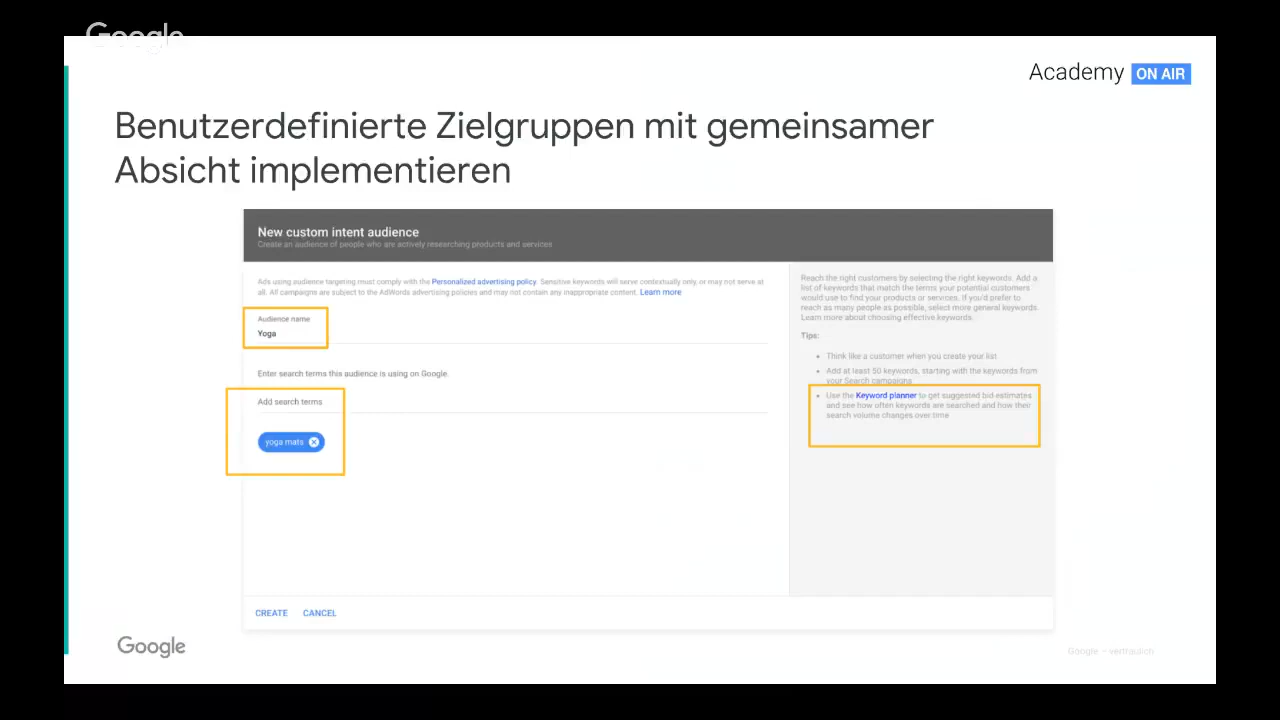 Google
Academy ON AIR
Benutzerdefinierte Zielgruppen mit gemeinsamer
Absicht implementieren
New custom intent audience
Create an audience of people who are actively researching products and services
Ads using audience targeting must comply with the Personalized advertising policy. Sensitive keywords will serve contextually only, or may not serve at
all. All campaigns are subject to the AdWords advertising policies and may not contain any inappropriate content. Learn more
Audience name
Yoga
Enter search terms this audience is using on Google.
Add search terms
yoga mats
Reach the right customers by selecting the right keywords. Add a
list of keywords that match the terms your potential customers
would use to find your products or services. If you'd prefer to
reach as many people as possible, select more general keywords.
Learn more about choosing effective keywords.
Tips:
• Think like a customer when you create your list
• Add at least 50 keywords, starting with the keywords from
your Search campaigns
• Use the Keyword planner to get suggested bid estimates
and see how often keywords are searched and how their
search volume changes over time
CREATE CANCEL
Google
Google – vertraulich